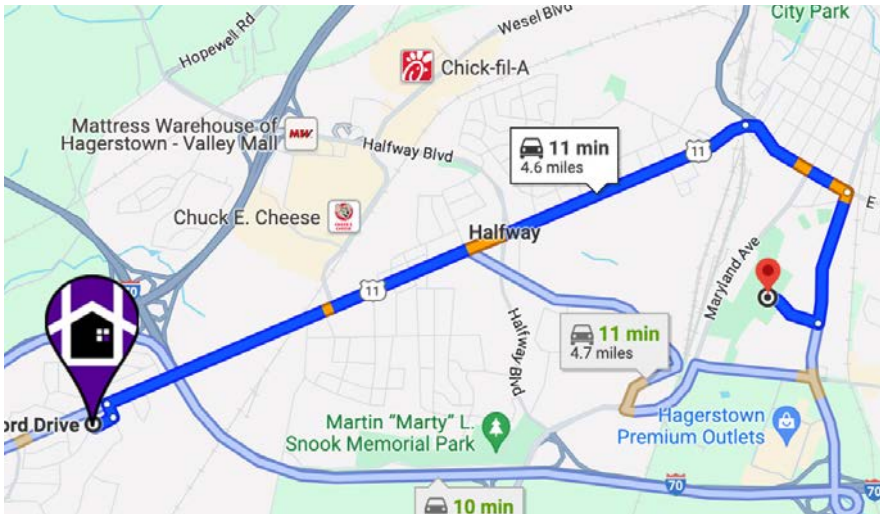 City Park
Wesel Blvd
Hopewell Rd
Chick-fil-A
Mattress Warehouse of
Hagerstown - Valley Mall
MW
Halfway Blvd
11 min
4.6 miles
11
E
Chuck E. Cheese
Halfway
Maryland Ave
70
11
Halfway Blvd
11 min
4.7 miles
ord Drive
Martin “Marty” L.
Snook Memorial Park
Hagerstown
Premium Outlets
70
70
10 min